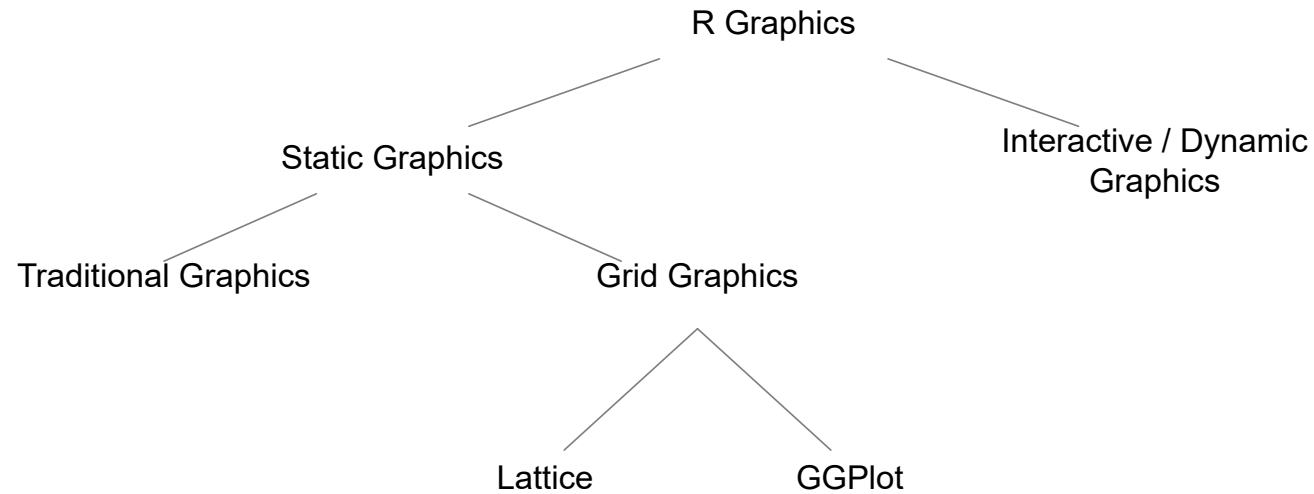 R Graphics
Static Graphics
Interactive / Dynamic
Graphics
Traditional Graphics
Grid Graphics
Lattice
GGPlot